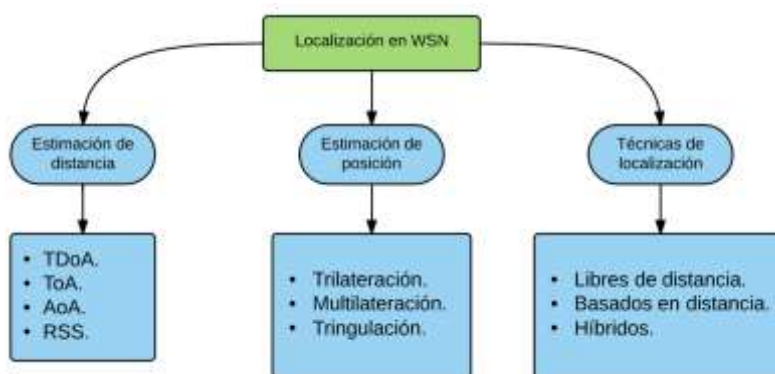 Localización en WSN
Estimación de
distancia
Estimación de
posición
Técnicas de
localización
• TDoA.
• ToA.
• AoA.
• RSS.
• Trilateración.
• Multilateración.
• Tringulación.
• Libres de distancia.
• Basados en distancia.
• Híbridos.